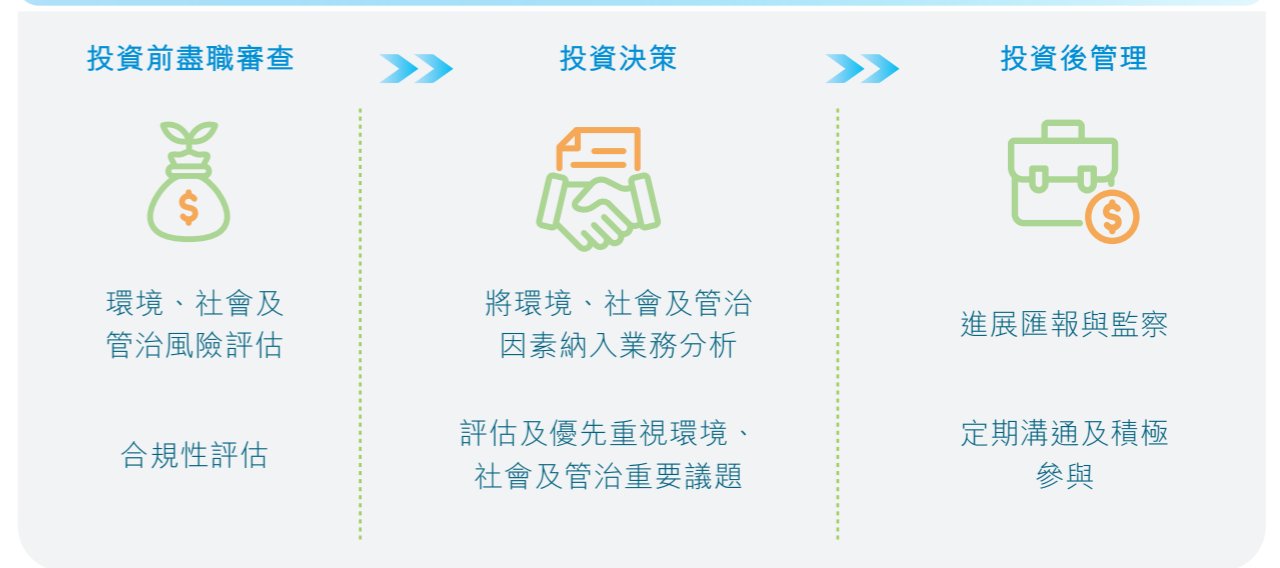 投資前盡職審查
環境、社會及
管治風險評估
合規性評估
投資決策
將環境、社會及管治
因素納入業務分析
評估及優先重視環境、
社會及管治重要議題
投資後管理
進展匯報與監察
定期溝通及積極
參與